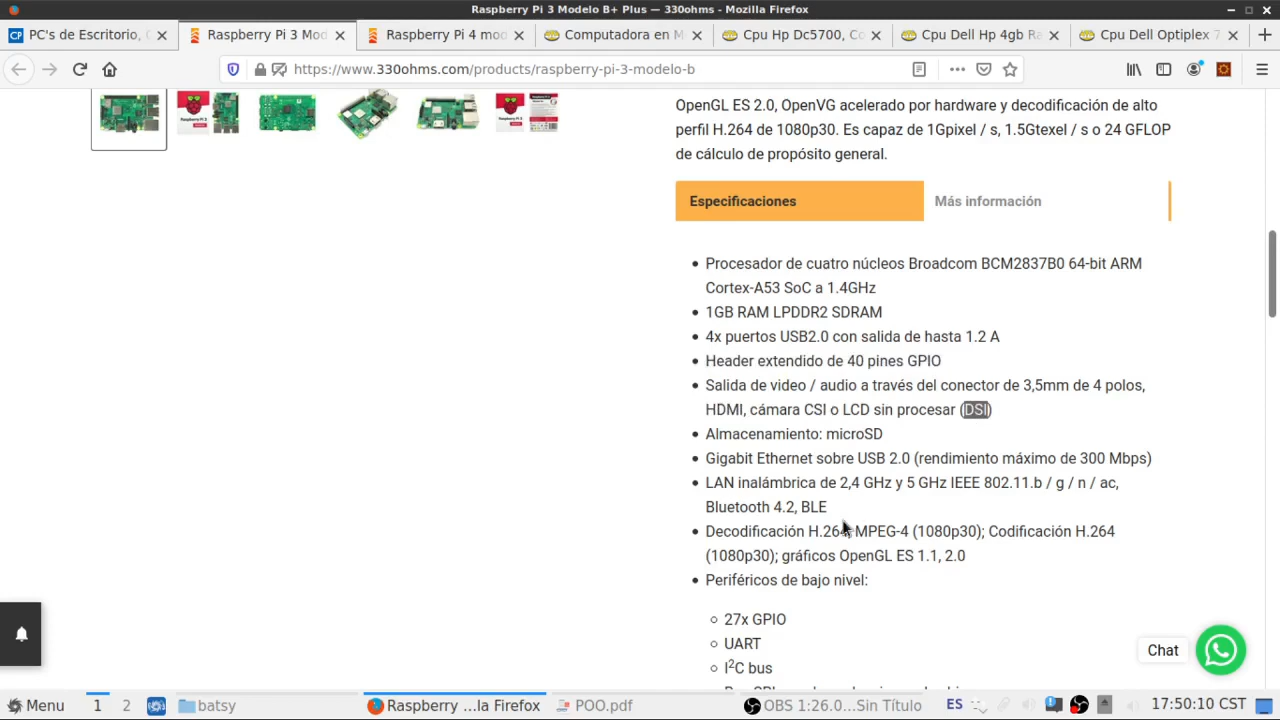 Raspberry Pi 3 Modelo B+ Plus — 330ohms - Mozilla Firefox
PC's de Escritorio,
Raspberry Pi 3 Mod
Raspberry Pi 4 mod
Computadora en M
Cpu Hp Dc5700, Co
Cpu Dell Hp 4gb Ra
Cpu Dell Optiplex 7
https://www.330ohms.com/products/raspberry-pi-3-modelo-b
OpenGL ES 2.0, OpenVG acelerado por hardware y decodificación de alto
perfil H.264 de 1080p30. Es capaz de 1Gpixel / s, 1.5Gtexel / s o 24 GFLOP
de cálculo de propósito general.
Especificaciones
Más información
Procesador de cuatro núcleos Broadcom BCM2837B0 64-bit ARM
Cortex-A53 SoC a 1.4GHz
1GB RAM LPDDR2 SDRAM
4x puertos USB2.0 con salida de hasta 1.2 A
Header extendido de 40 pines GPIO
Salida de video / audio a través del conector de 3,5mm de 4 polos,
HDMI, cámara CSI o LCD sin procesar (DSI)
Almacenamiento: microSD
Gigabit Ethernet sobre USB 2.0 (rendimiento máximo de 300 Mbps)
LAN inalámbrica de 2,4 GHz y 5 GHz IEEE 802.11.b / g / n / ac,
Bluetooth 4.2, BLE
Decodificación H.264, MPEG-4 (1080p30); Codificación H.264
(1080p30); gráficos OpenGL ES 1.1, 2.0
Periféricos de bajo nivel:
27x GPIO
UART
I2C bus
Chat
Menu
1
2
batsy
Raspberry ...la Firefox
POO.pdf
OBS 1:26.0...Sin Título
ES
17:50:10 CST